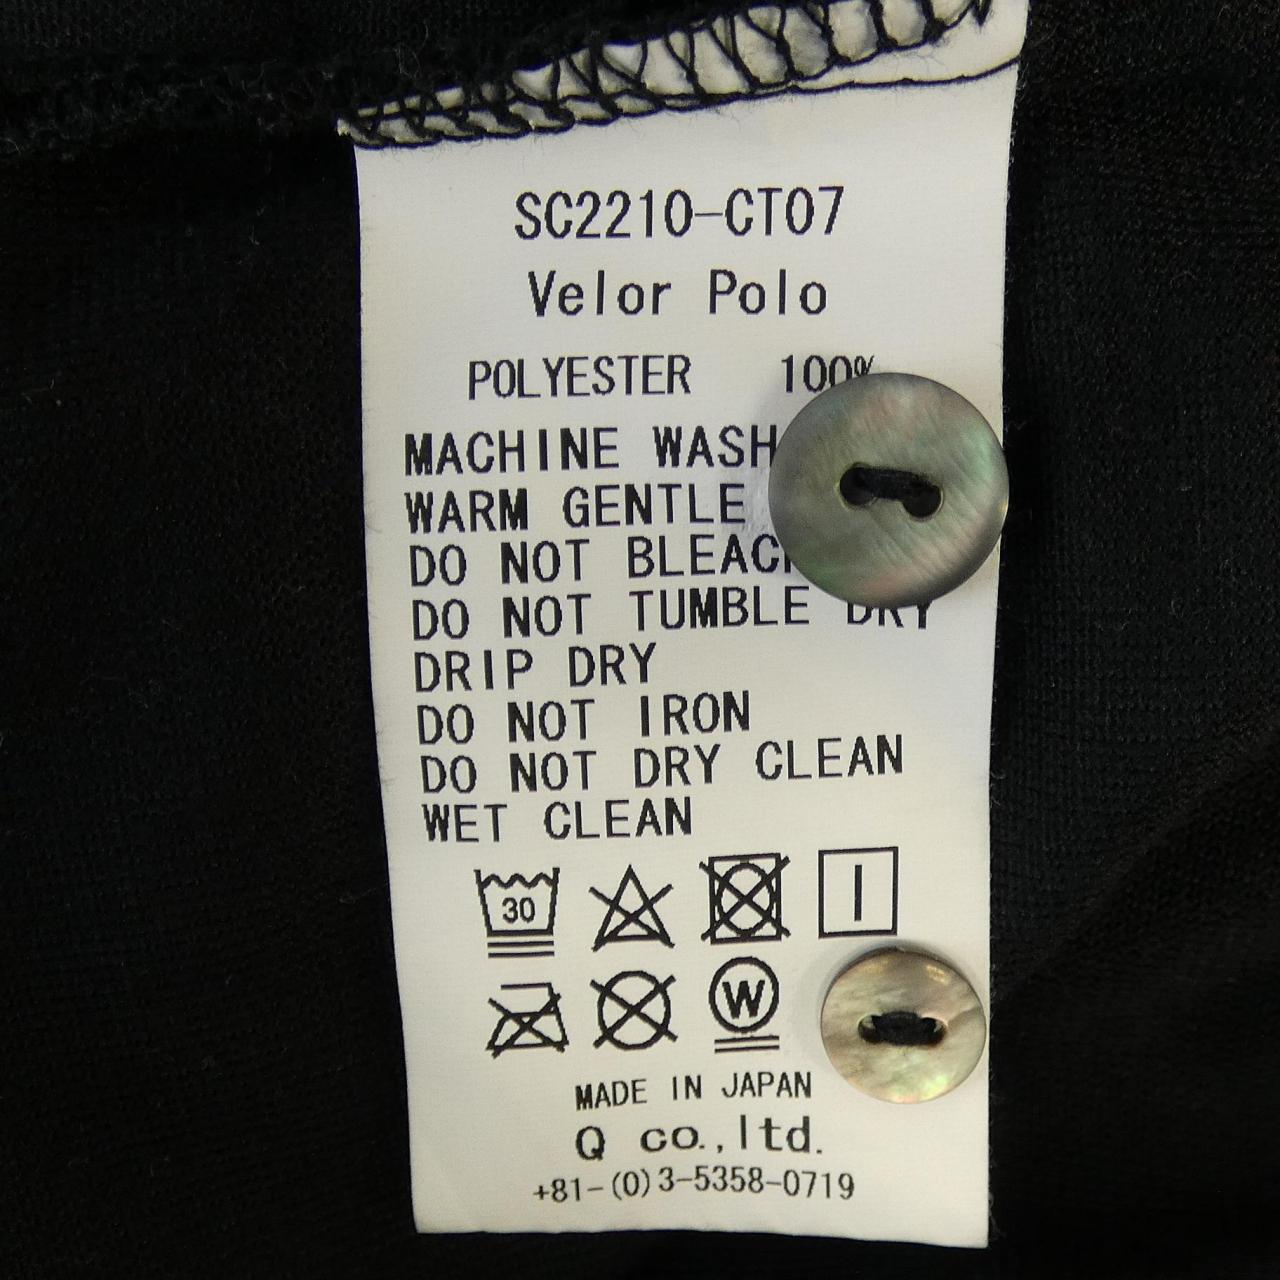 SC2210-CT07
Velor Polo
POLYESTER 100%
MACHINE WASH
WARM GENTLE
DO NOT BLEACH
DO NOT TUMBLE DRY
DRIP DRY
DO NOT IRON
DO NOT DRY CLEAN
WET CLEAN
30
W
MADE IN JAPAN
Q co.,ltd.
+81-(0)3-5358-0719